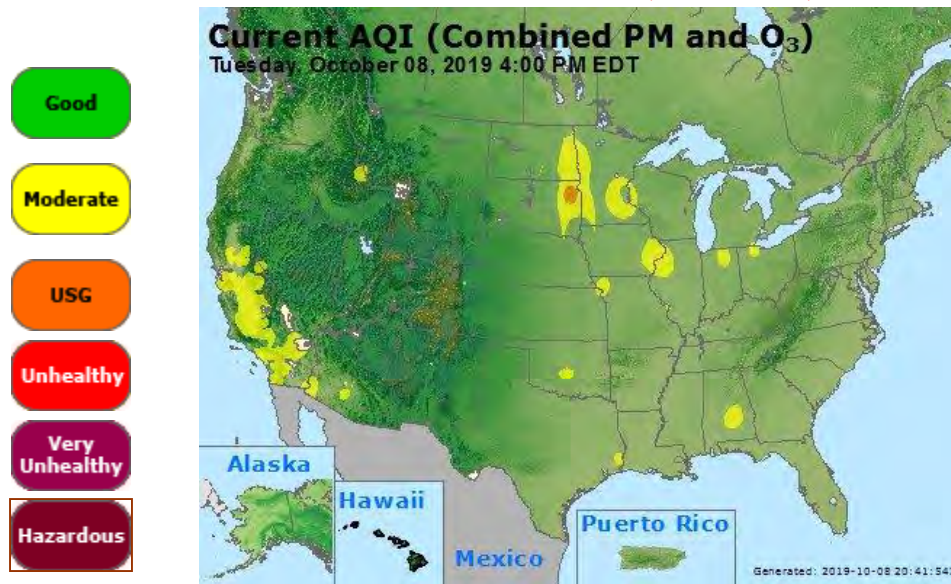 Current AQI (Combined PM and O₃)
Tuesday, October 08, 2019 4:00 PM EDT
Good
Moderate
USG
Unhealthy
Very
Unhealthy
Hazardous
Alaska
Hawaii
Mexico
Puerto Rico
Generated: 2019-10-08 20:41:54